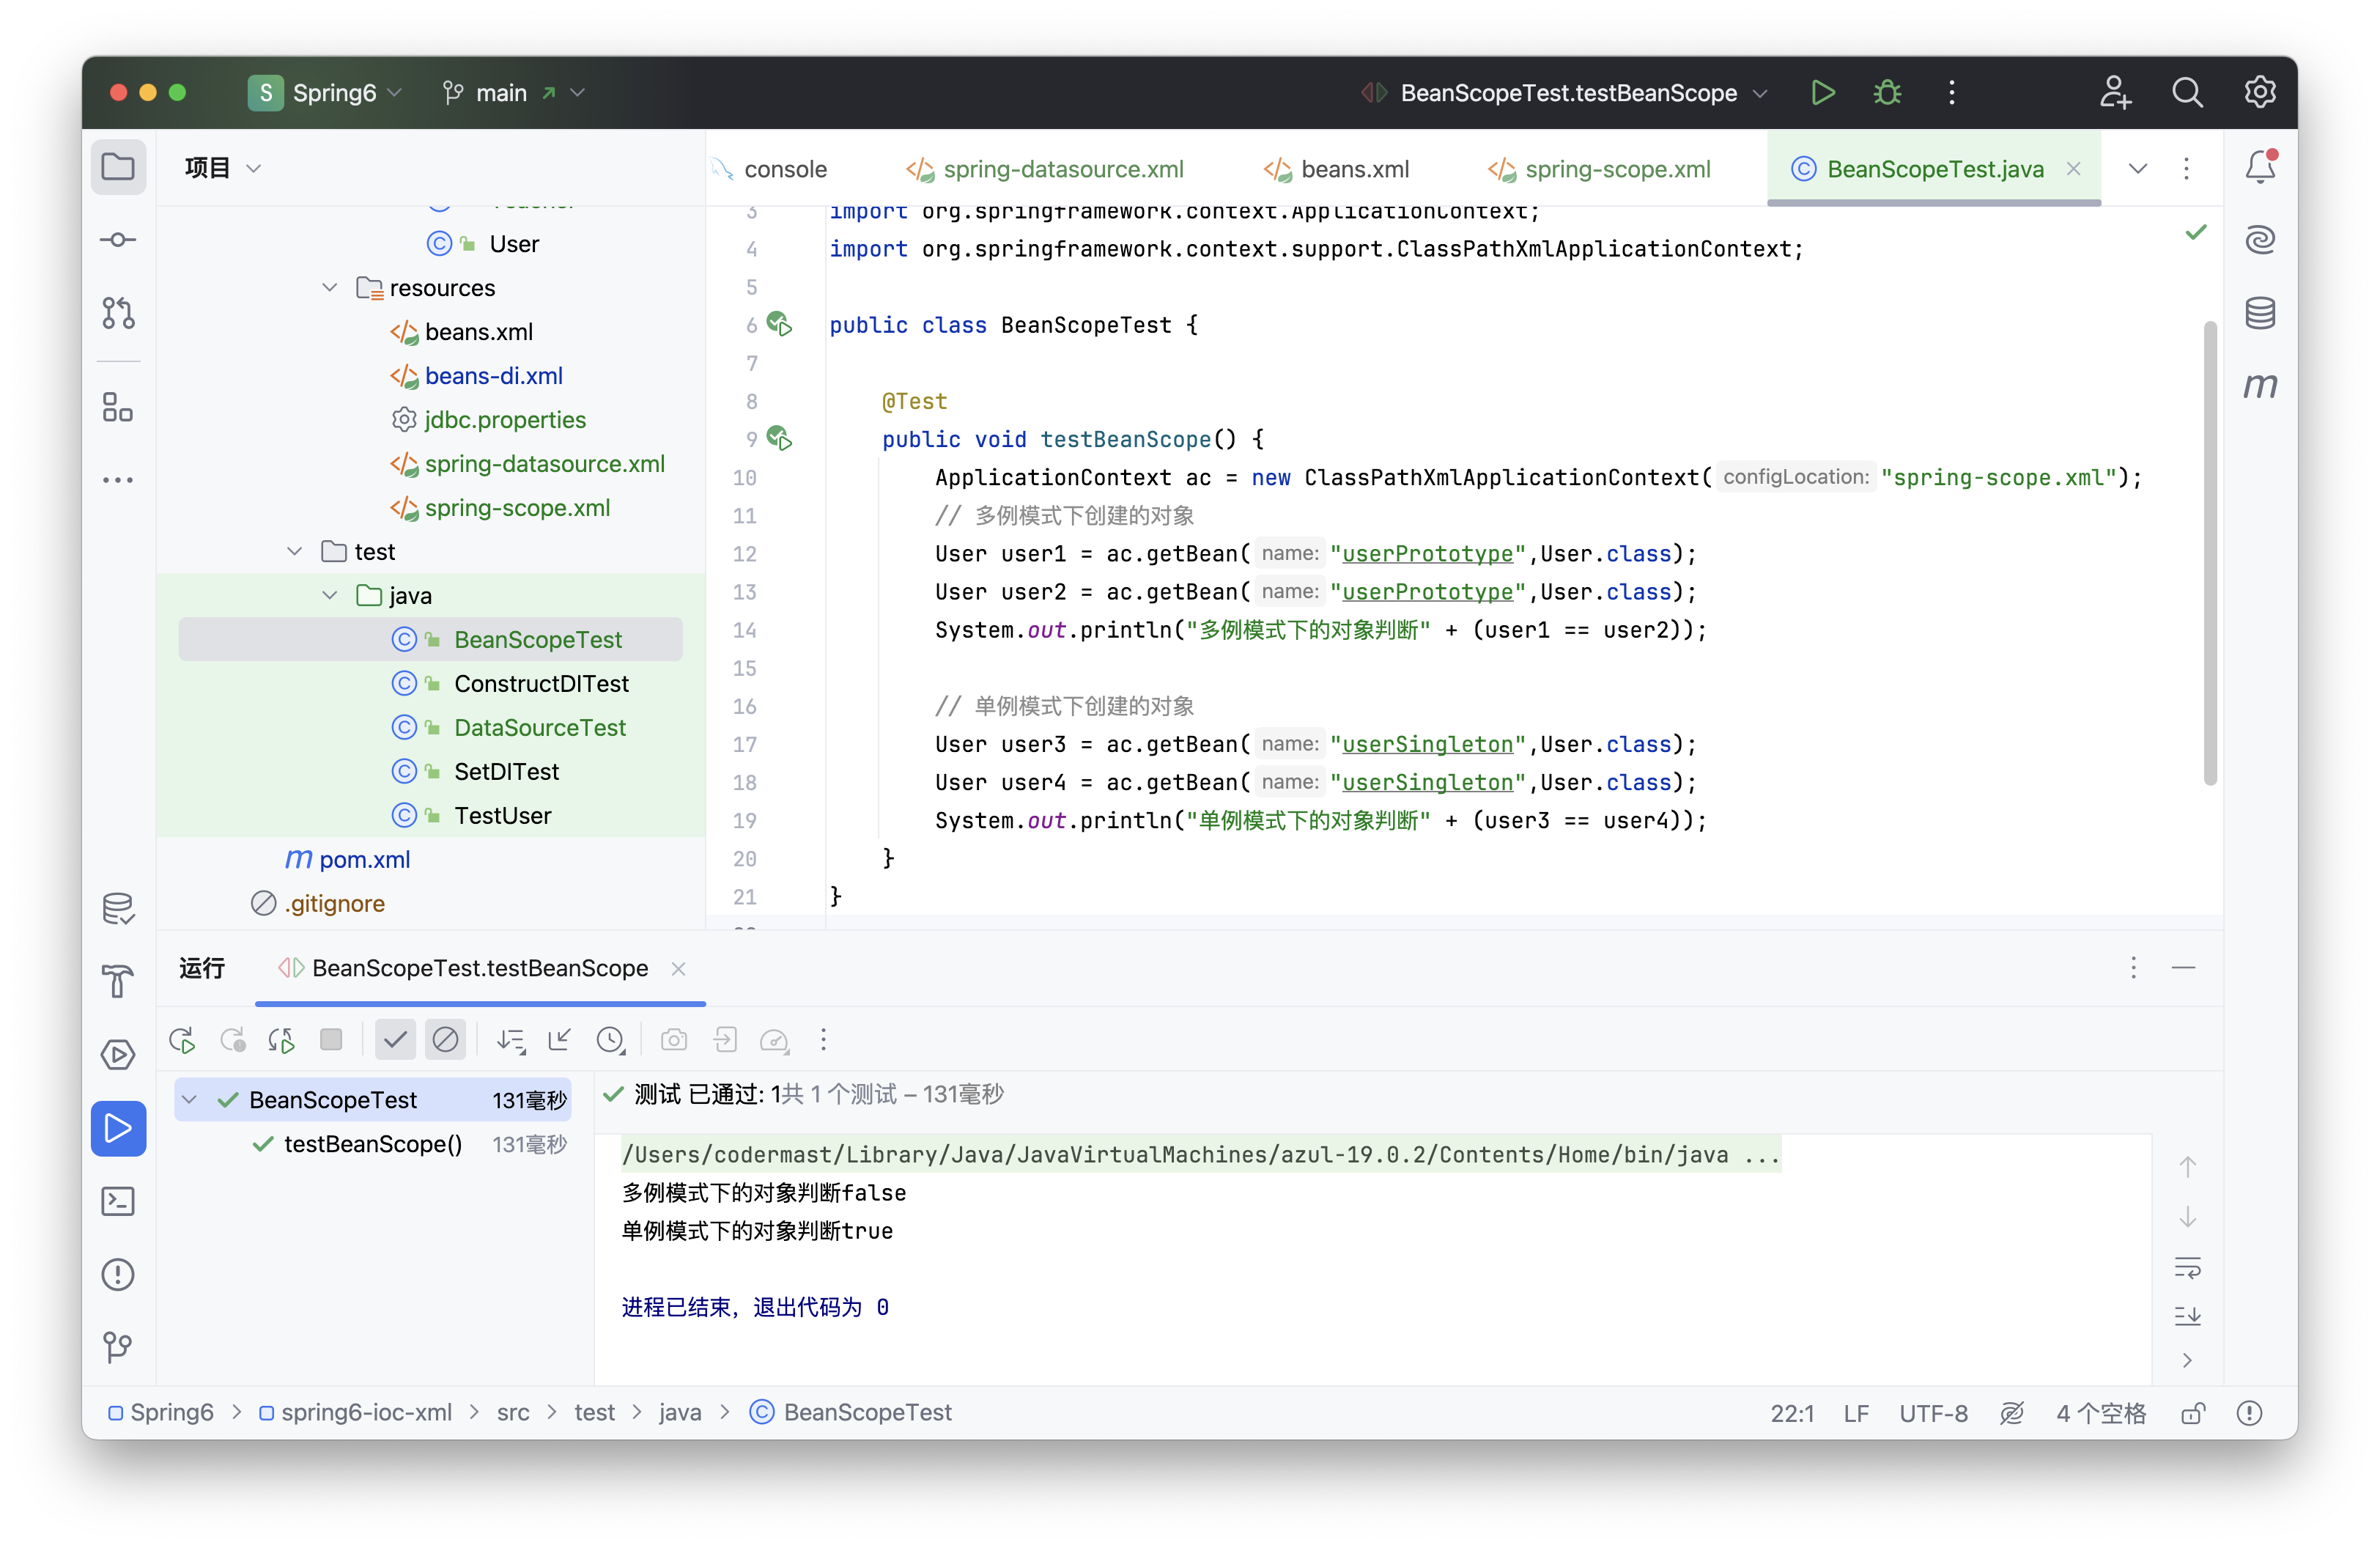 S Spring6 main BeanScopeTest.testBeanScope
项目
console spring-datasource.xml beans.xml spring-scope.xml BeanScopeTest.java
User
resources
beans.xml
beans-di.xml
jdbc.properties
spring-datasource.xml
spring-scope.xml
test
java
BeanScopeTest
ConstructDITest
DataSourceTest
SetDITest
TestUser
m pom.xml
.gitignore
3 import org.springframework.context.ApplicationContext;
4 import org.springframework.context.support.ClassPathXmlApplicationContext;
5
6 public class BeanScopeTest {
7
8 @Test
9 public void testBeanScope() {
10 ApplicationContext ac = new ClassPathXmlApplicationContext( configLocation: "spring-scope.xml");
11 // 多例模式下创建的对象
12 User user1 = ac.getBean( name: "userPrototype",User.class);
13 User user2 = ac.getBean( name: "userPrototype",User.class);
14 System.out.println("多例模式下的对象判断" + (user1 == user2));
15
16 // 单例模式下创建的对象
17 User user3 = ac.getBean( name: "userSingleton",User.class);
18 User user4 = ac.getBean( name: "userSingleton",User.class);
19 System.out.println("单例模式下的对象判断" + (user3 == user4));
20 }
21 }
m
运行 BeanScopeTest.testBeanScope
BeanScopeTest 131毫秒
testBeanScope() 131毫秒
测试 已通过: 1共 1 个测试 – 131毫秒
/Users/codermast/Library/Java/JavaVirtualMachines/azul-19.0.2/Contents/Home/bin/java ...
多例模式下的对象判断false
单例模式下的对象判断true
进程已结束，退出代码为 0
Spring6 > spring6-ioc-xml > src > test > java > BeanScopeTest
22:1 LF UTF-8 4 个空格